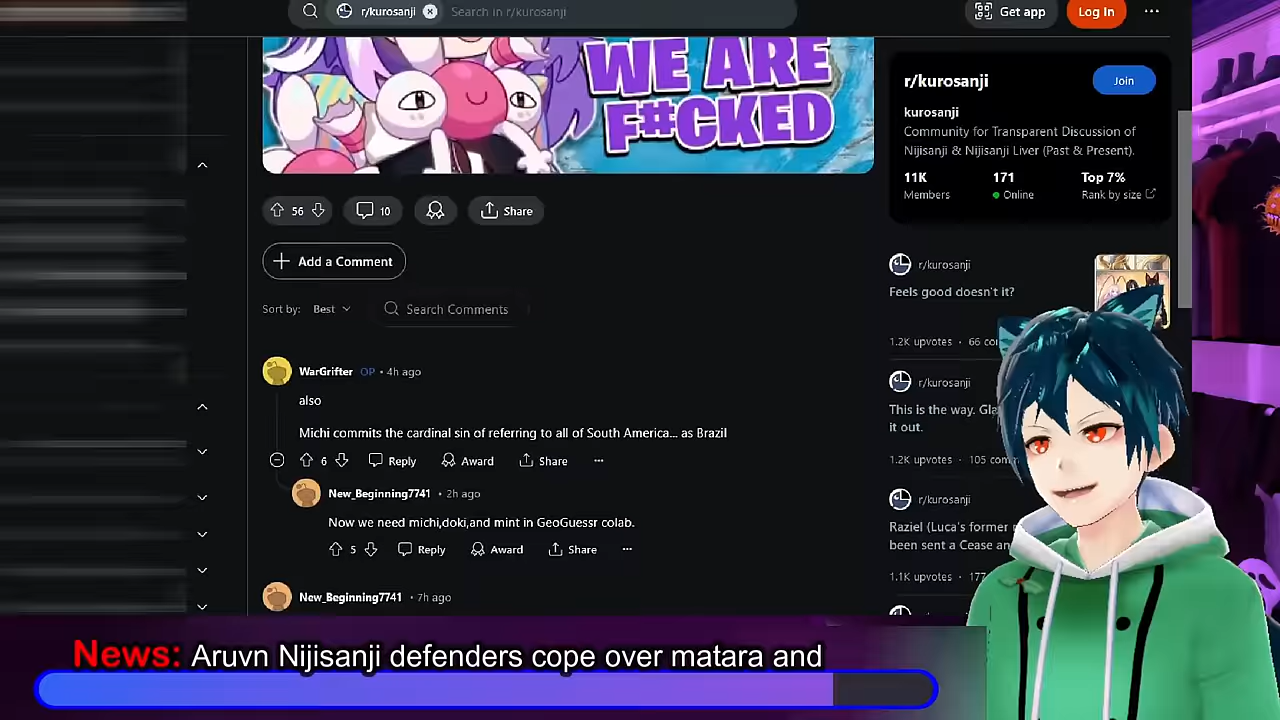 r/kurosanji
Search in r/kurosanji
Get app
Log In
WE ARE
F#CKED
56
10
Share
Add a Comment
Sort by: Best
Search Comments
WarGrifter OP • 4h ago
also
Michi commits the cardinal sin of referring to all of South America... as Brazil
6
Reply
Award
Share
New_Beginning7741 • 2h ago
Now we need michi,doki,and mint in GeoGuessr colab.
5
Reply
Award
Share
New_Beginning7741 • 7h ago
r/kurosanji
Join
kurosanji
Community for Transparent Discussion of
Nijisanji & Nijisanji Liver (Past & Present).
11K
171
Top 7%
Members
Online
Rank by size
r/kurosanji
Feels good doesn't it?
1.2K upvotes • 66
r/kurosanji
This is the way.
it out.
1.2K upvotes • 105
r/kurosanji
Raziel (Luca's former
been sent a Cease
1.1K upvotes • 177
News: Aruvn Nijisanji defenders cope over matara and